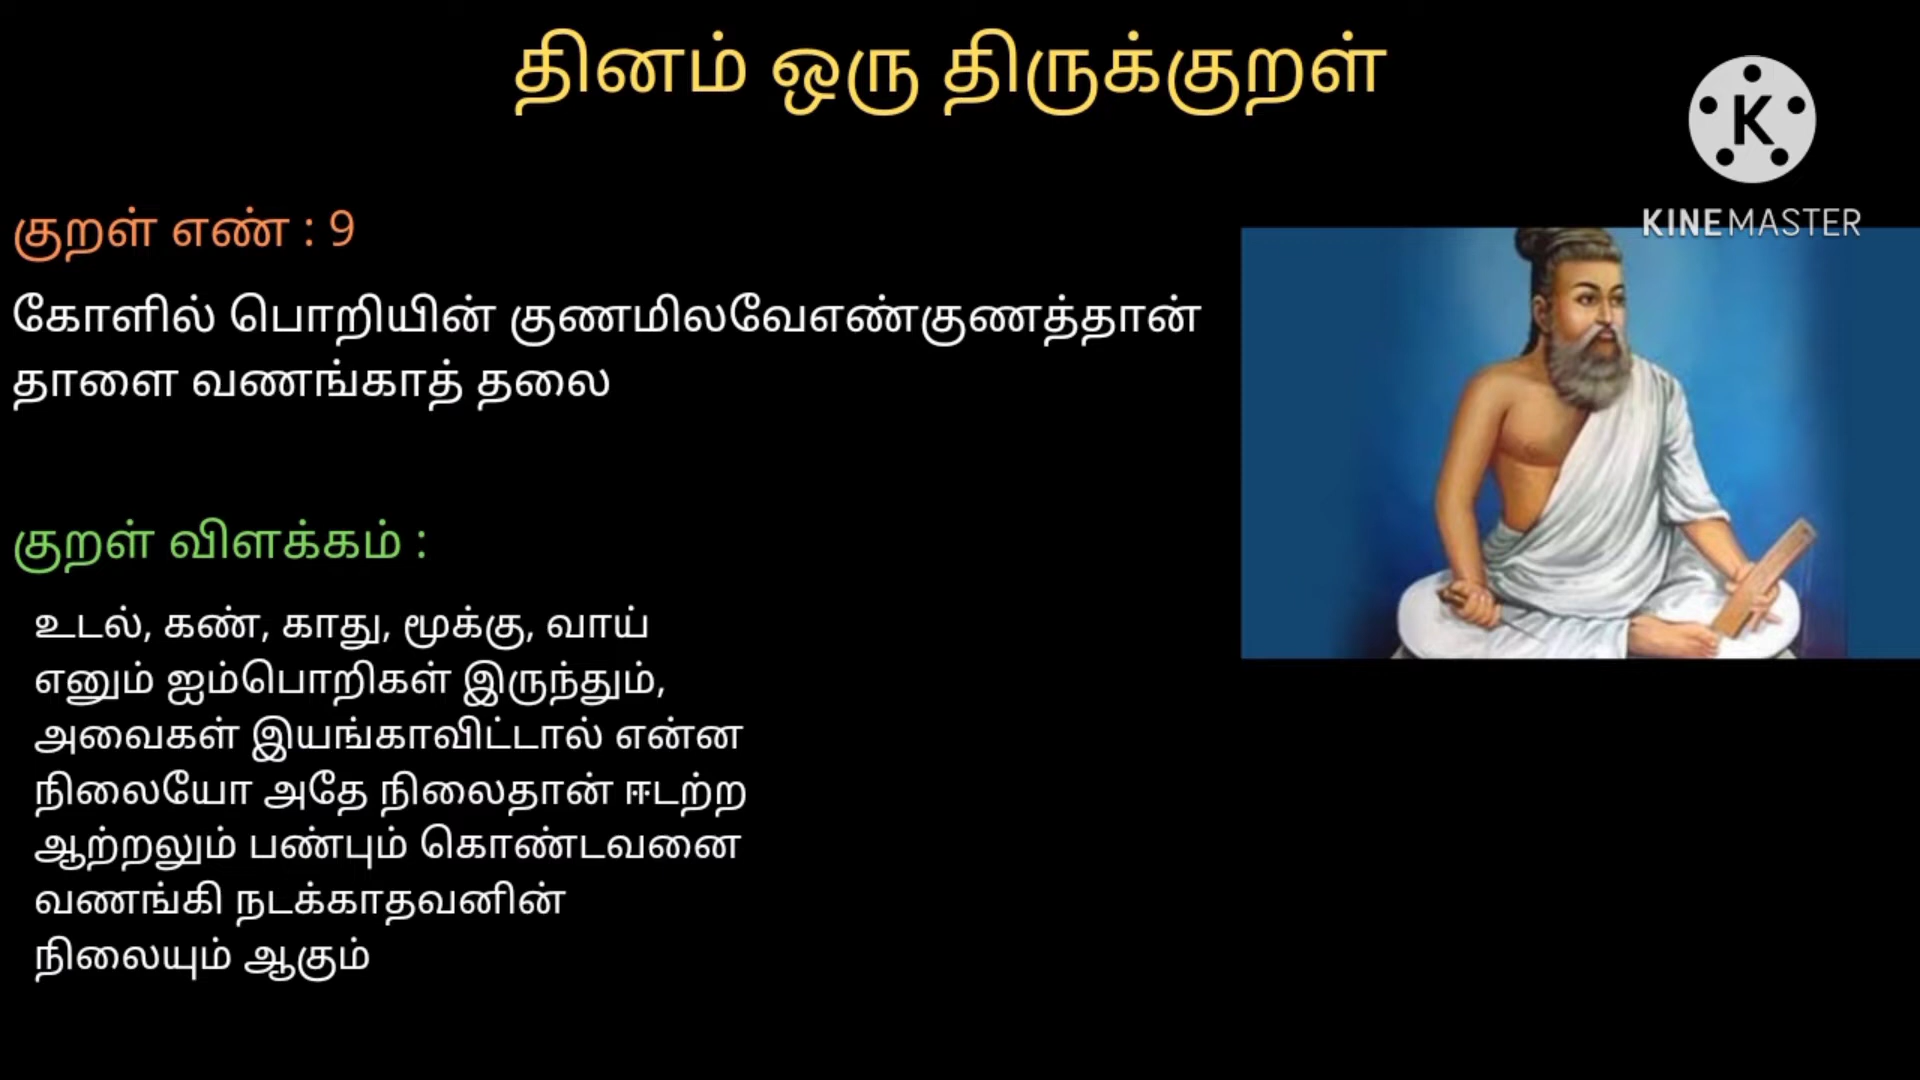 தினம் ஒரு திருக்குறள்
K
KINEMASTER
குறள் எண் : 9
கோளில் பொறியின் குணமிலவேஎண்குணத்தான்
தாளை வணங்காத் தலை
குறள் விளக்கம் :
உடல், கண், காது, மூக்கு, வாய்
எனும் ஐம்பொறிகள் இருந்தும்,
அவைகள் இயங்காவிட்டால் என்ன
நிலையோ அதே நிலைதான் ஈடற்ற
ஆற்றலும் பண்பும் கொண்டவனை
வணங்கி நடக்காதவனின்
நிலையும் ஆகும்